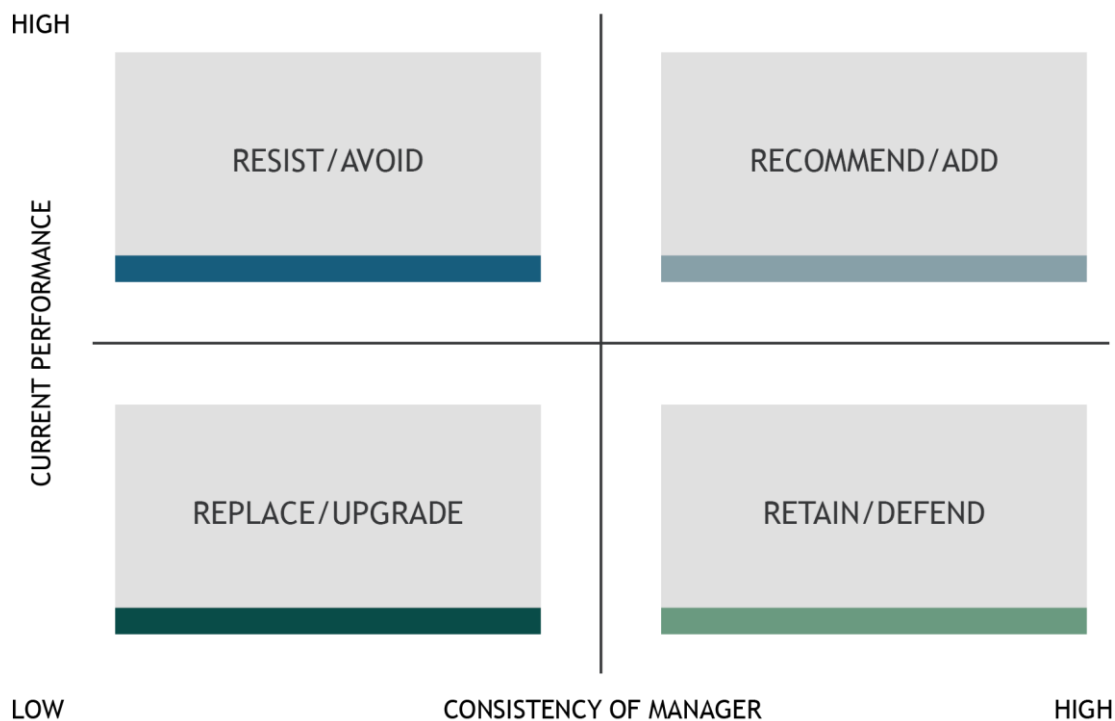 HIGH
RESIST/AVOID
RECOMMEND/ADD
CURRENT PERFORMANCE
REPLACE/UPGRADE
RETAIN/DEFEND
LOW
CONSISTENCY OF MANAGER
HIGH